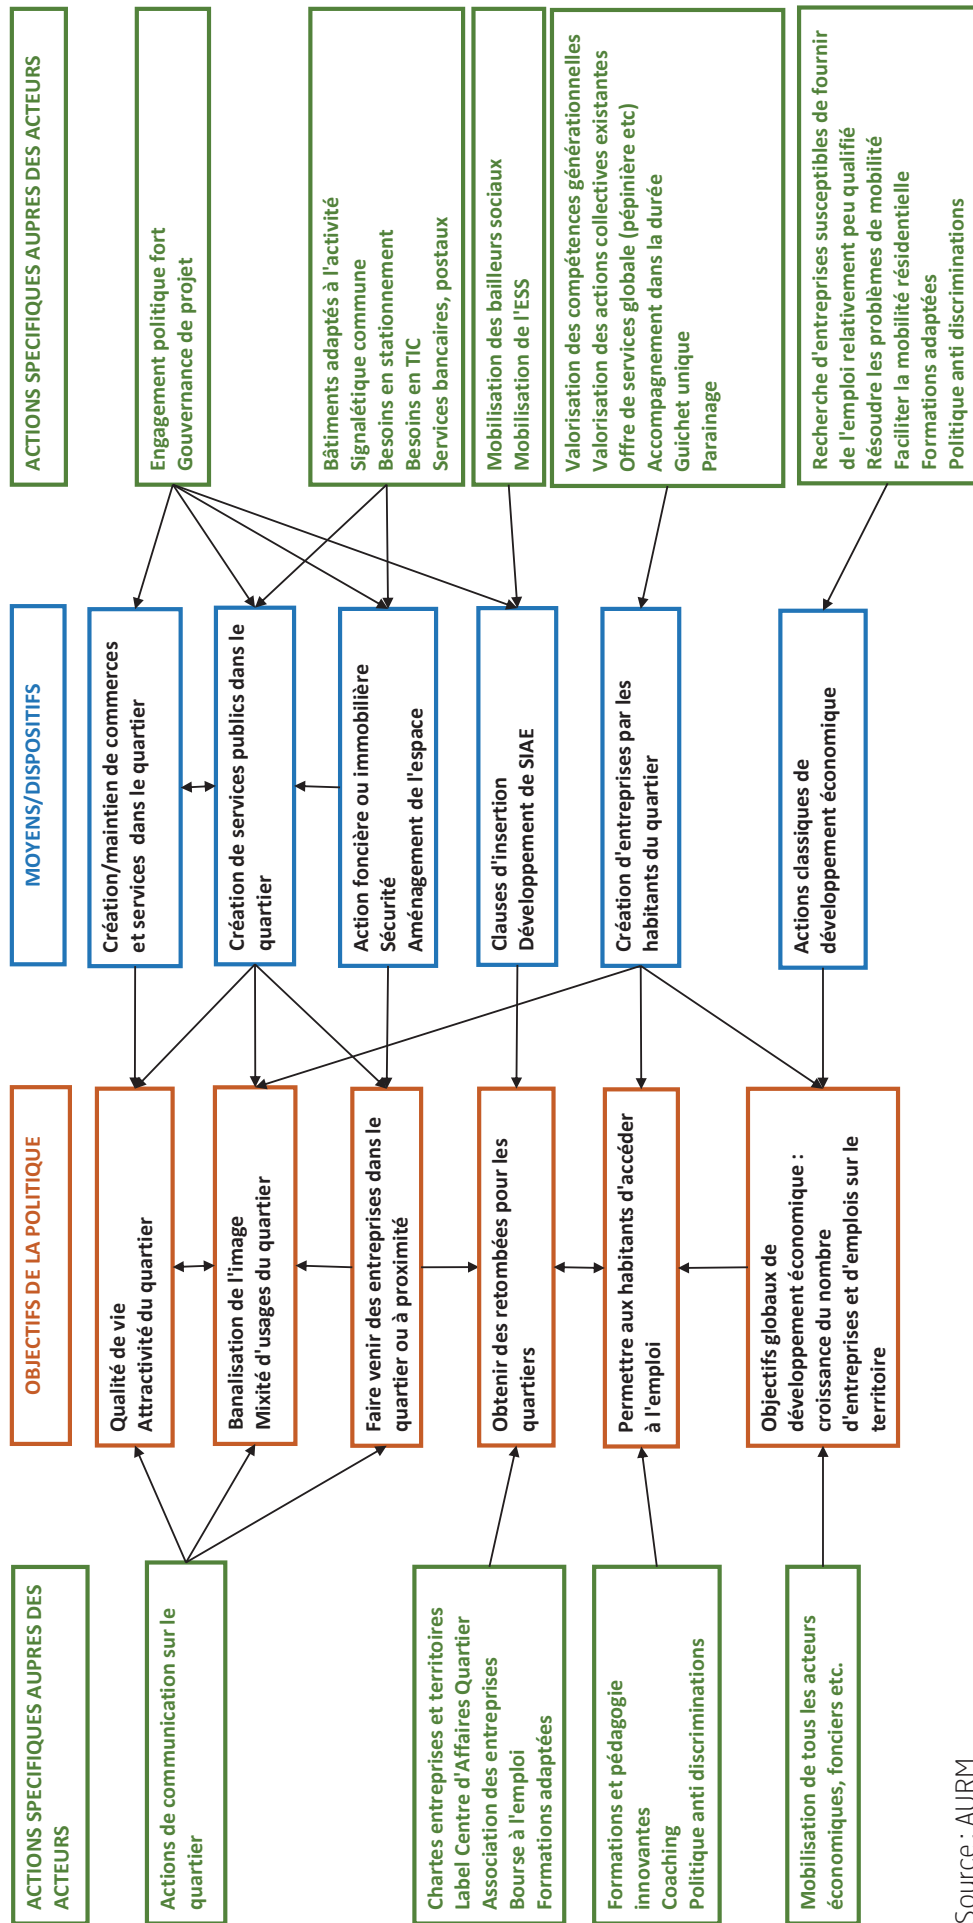 ACTIONS SPECIFIQUES AUPRES DES
ACTEURS
Actions de communication sur le
quartier
Chartes entreprises et territoires
Label Centre d'Affaires Quartier
Association des entreprises
Bourse à l'emploi
Formations adaptées
Formations et pédagogie
innovantes
Coaching
Politique anti discriminations
Mobilisation de tous les acteurs
économiques, fonciers etc.
OBJECTIFS DE LA POLITIQUE
Qualité de vie
Attractivité du quartier
Banalisation de l'image
Mixité d'usages du quartier
Faire venir des entreprises dans le
quartier ou à proximité
Obtenir des retombées pour les
quartiers
Permettre aux habitants d'accéder
à l'emploi
Objectifs globaux de
développement économique :
croissance du nombre
d'entreprises et d'emplois sur le
territoire
MOYENS/DISPOSITIFS
Création/maintien de commerces
et services dans le quartier
Création de services publics dans le
quartier
Action foncière ou immobilière
Sécurité
Aménagement de l'espace
Clauses d'insertion
Développement de SIAE
Création d'entreprises par les
habitants du quartier
Actions classiques de
développement économique
ACTIONS SPECIFIQUES AUPRES DES ACTEURS
Engagement politique fort
Gouvernance de projet
Bâtiments adaptés à l'activité
Signalétique commune
Besoins en stationnement
Besoins en TIC
Services bancaires, postaux
Mobilisation des bailleurs sociaux
Mobilisation de l'ESS
Valorisation des compétences générationnelles
Valorisation des actions collectives existantes
Offre de services globale (pépinière etc)
Accompagnement dans la durée
Guichet unique
Parainage
Recherche d'entreprises susceptibles de fournir
de l'emploi relativement peu qualifié
Résoudre les problèmes de mobilité
Faciliter la mobilité résidentielle
Formations adaptées
Politique anti discriminations
Source : AURM